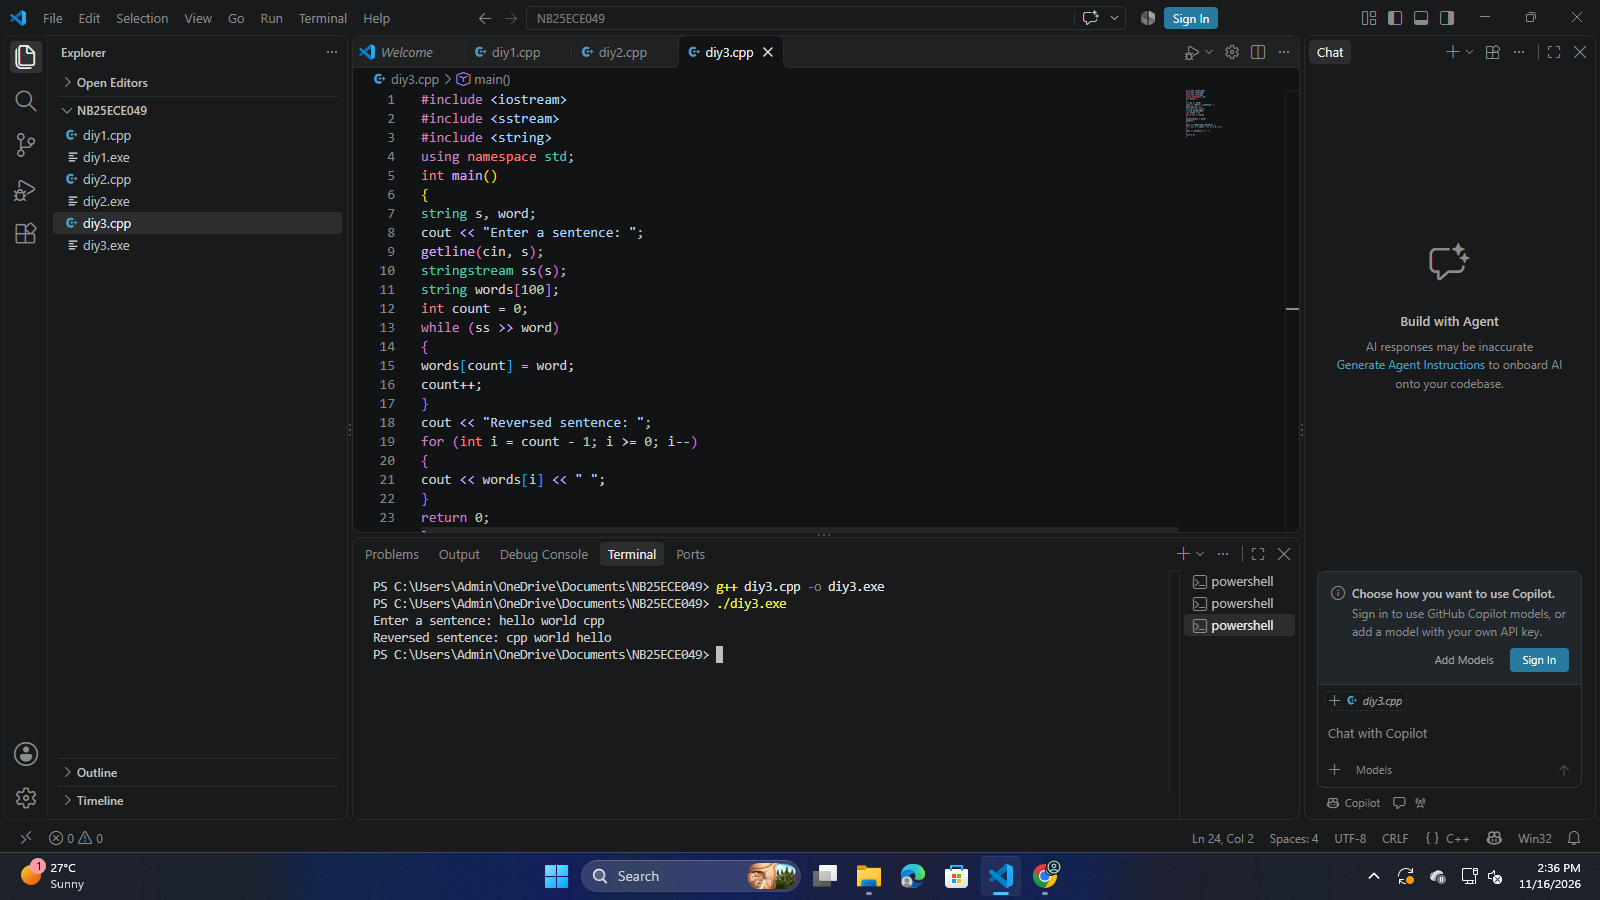 File Edit Selection View Go Run Terminal Help
NB25ECE049
Sign In
Explorer
Open Editors
NB25ECE049
diy1.cpp
diy1.exe
diy2.cpp
diy2.exe
diy3.cpp
diy3.exe
Outline
Timeline
Welcome diy1.cpp diy2.cpp diy3.cpp
diy3.cpp > main()
1 #include <iostream>
2 #include <sstream>
3 #include <string>
4 using namespace std;
5 int main()
6 {
7 string s, word;
8 cout << "Enter a sentence: ";
9 getline(cin, s);
10 stringstream ss(s);
11 string words[100];
12 int count = 0;
13 while (ss >> word)
14 {
15 words[count] = word;
16 count++;
17 }
18 cout << "Reversed sentence: ";
19 for (int i = count - 1; i >= 0; i--)
20 {
21 cout << words[i] << " ";
22 }
23 return 0;
Problems Output Debug Console Terminal Ports
PS C:\Users\Admin\OneDrive\Documents\NB25ECE049> g++ diy3.cpp -o diy3.exe
PS C:\Users\Admin\OneDrive\Documents\NB25ECE049> ./diy3.exe
Enter a sentence: hello world cpp
Reversed sentence: cpp world hello
PS C:\Users\Admin\OneDrive\Documents\NB25ECE049>
powershell
powershell
powershell
Chat
Build with Agent
AI responses may be inaccurate
Generate Agent Instructions to onboard AI
onto your codebase.
Choose how you want to use Copilot.
Sign in to use GitHub Copilot models, or
add a model with your own API key.
Add Models Sign In
diy3.cpp
Chat with Copilot
Models
Copilot
0 0
Ln 24, Col 2 Spaces: 4 UTF-8 CRLF {} C++ Win32
1
27°C
Sunny
Search
2:36 PM
11/16/2026